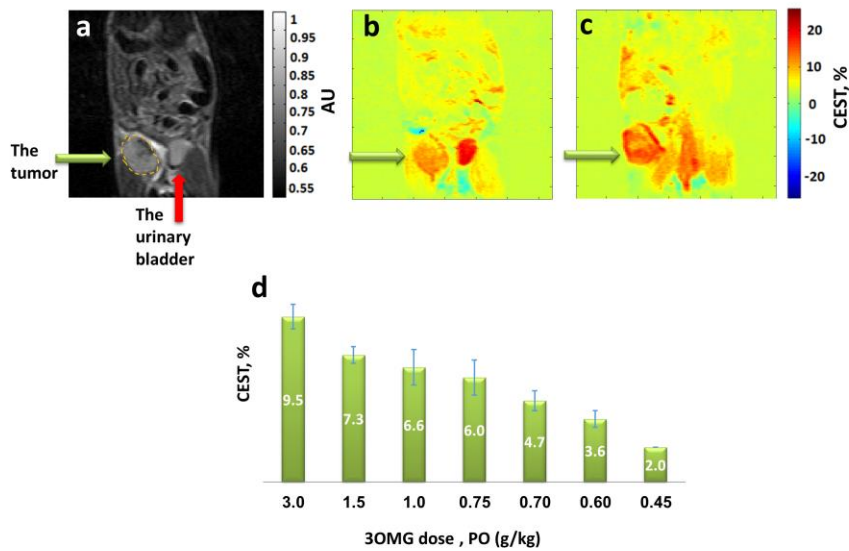 a
b
c
1
0.95
0.9
0.85
0.8
0.75
0.7
0.65
0.6
0.55
AU
20
10
0
-10
-20
CEST, %
The
tumor
The
urinary
bladder
d
CEST, %
9.5
7.3
6.6
6.0
4.7
3.6
2.0
3.0 1.5 1.0 0.75 0.70 0.60 0.45
3OMG dose , PO (g/kg)